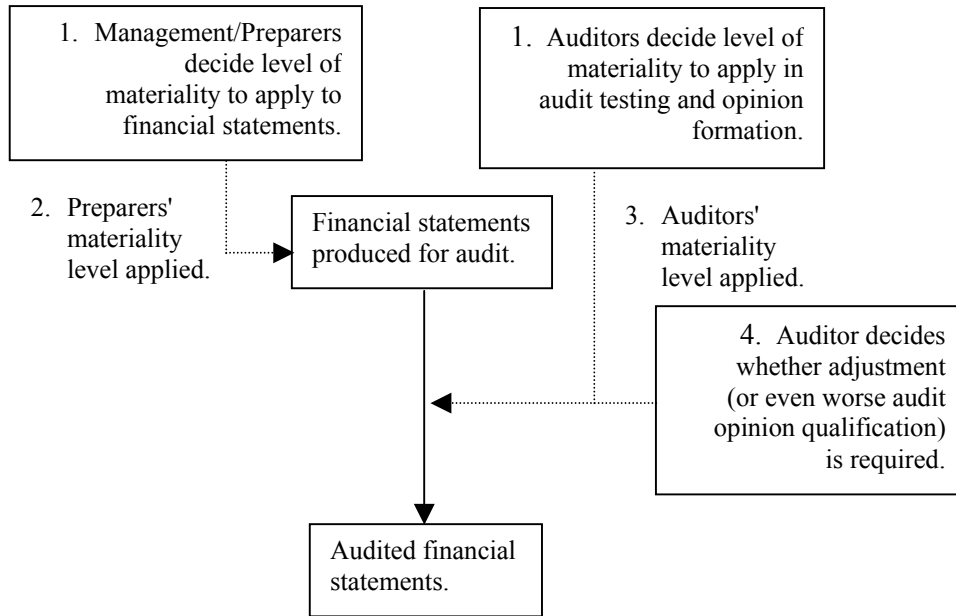 1. Management/Preparers
decide level of
materiality to apply to
financial statements.
1. Auditors decide level of
materiality to apply in
audit testing and opinion
formation.
2. Preparers'
materiality
level applied.
Financial statements
produced for audit.
3. Auditors'
materiality
level applied.
4. Auditor decides
whether adjustment
(or even worse audit
opinion qualification)
is required.
Audited financial
statements.